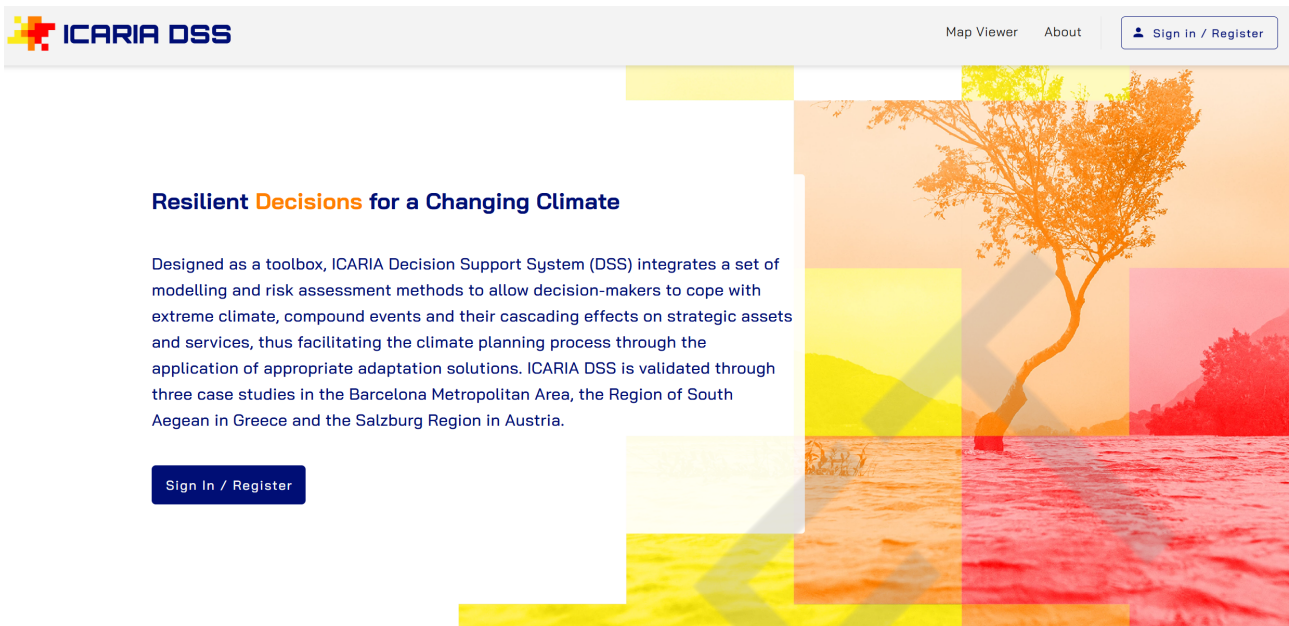 ICARIA DSS
Map Viewer
About
Sign in / Register
Resilient Decisions for a Changing Climate
Designed as a toolbox, ICARIA Decision Support System (DSS) integrates a set of
modelling and risk assessment methods to allow decision-makers to cope with
extreme climate, compound events and their cascading effects on strategic assets
and services, thus facilitating the climate planning process through the
application of appropriate adaptation solutions. ICARIA DSS is validated through
three case studies in the Barcelona Metropolitan Area, the Region of South
Aegean in Greece and the Salzburg Region in Austria.
Sign In / Register